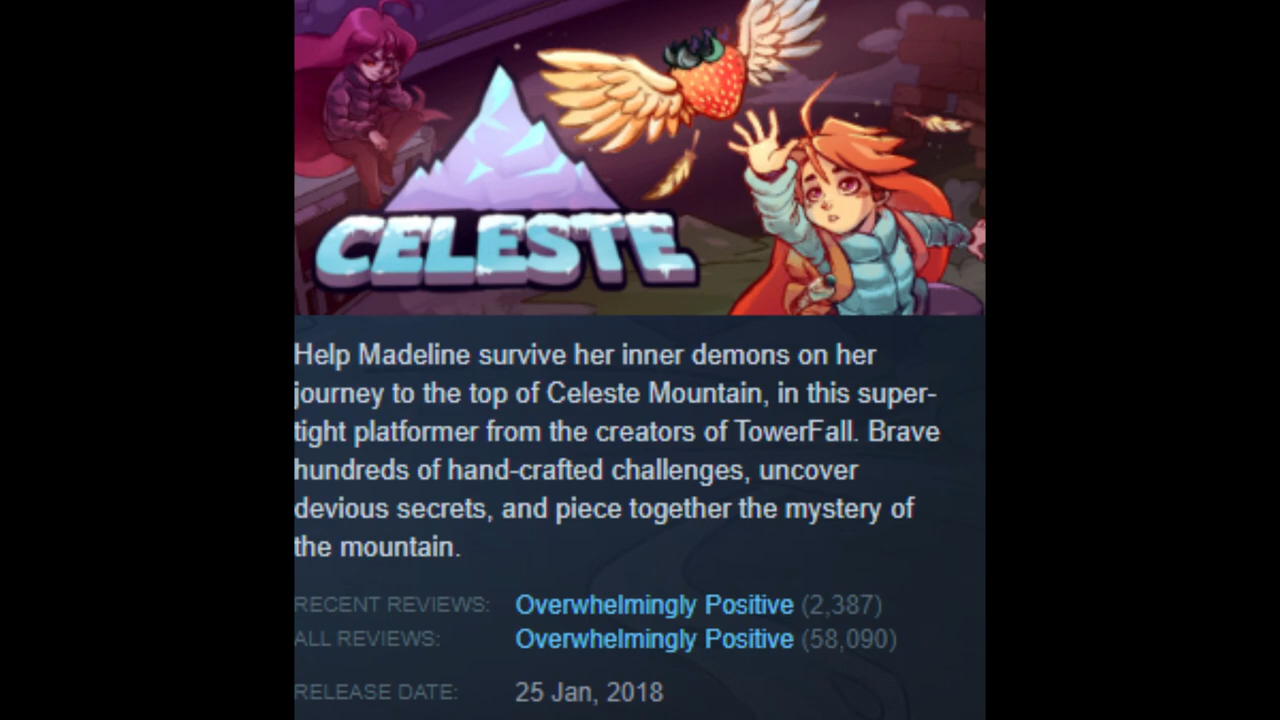 CELESTE
Help Madeline survive her inner demons on her
journey to the top of Celeste Mountain, in this super-
tight platformer from the creators of TowerFall. Brave
hundreds of hand-crafted challenges, uncover
devious secrets, and piece together the mystery of
the mountain.
RECENT REVIEWS: Overwhelmingly Positive (2,387)
ALL REVIEWS: Overwhelmingly Positive (58,090)
RELEASE DATE: 25 Jan, 2018